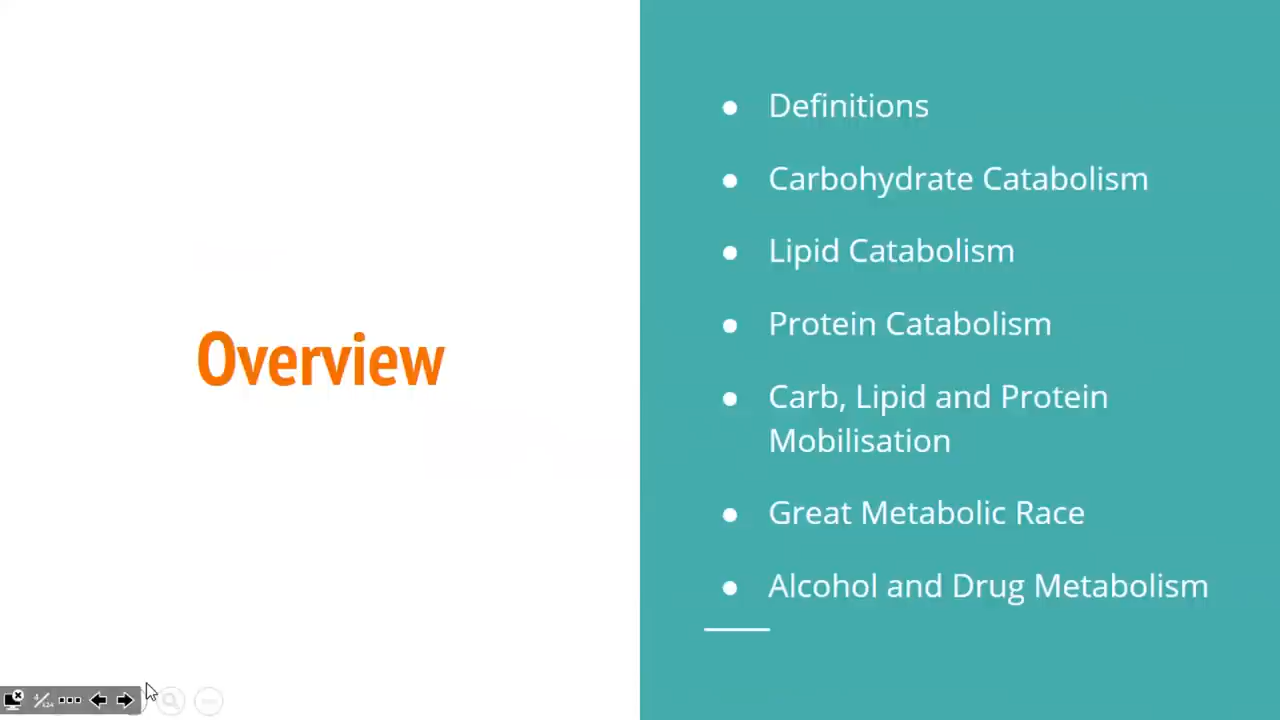 Overview
Definitions
Carbohydrate Catabolism
Lipid Catabolism
Protein Catabolism
Carb, Lipid and Protein
Mobilisation
Great Metabolic Race
Alcohol and Drug Metabolism